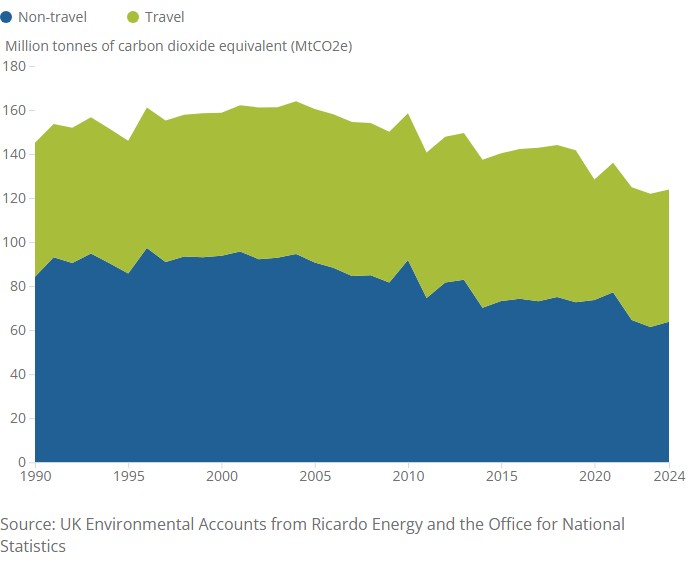 Non-travel Travel
Million tonnes of carbon dioxide equivalent (MtCO2e)
180
160
140
120
100
80
60
40
20
0
1990 1995 2000 2005 2010 2015 2020 2024
Source: UK Environmental Accounts from Ricardo Energy and the Office for National
Statistics